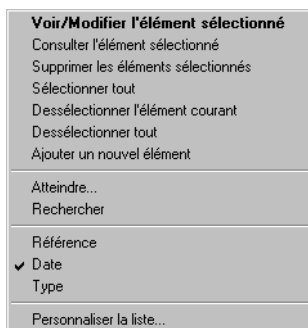 Voir/Modifier l'élément sélectionné
Consulter l'élément sélectionné
Supprimer les éléments sélectionnés
Sélectionner tout
Dessélectionner l'élément courant
Dessélectionner tout
Ajouter un nouvel élément
Atteindre...
Rechercher
Référence
Date
Type
Personnaliser la liste...